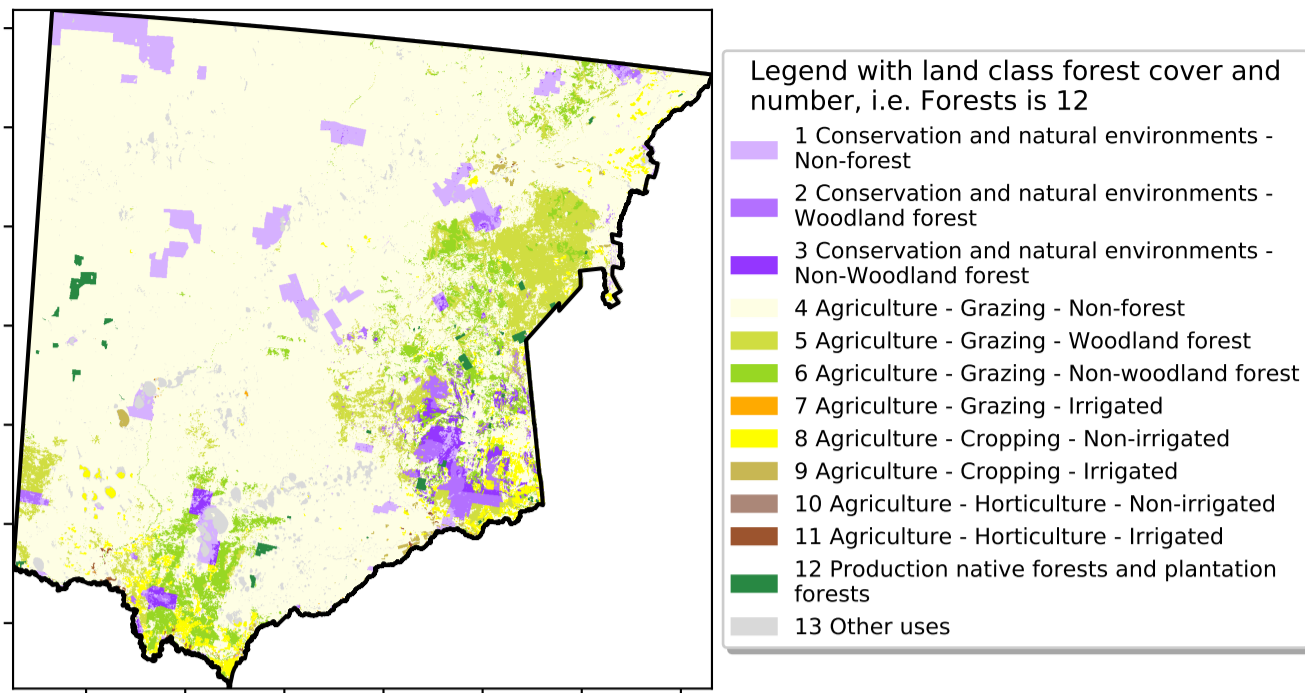 Legend with land class forest cover and
number, i.e. Forests is 12
1 Conservation and natural environments -
Non-forest
2 Conservation and natural environments -
Woodland forest
3 Conservation and natural environments -
Non-Woodland forest
4 Agriculture - Grazing - Non-forest
5 Agriculture - Grazing - Woodland forest
6 Agriculture - Grazing - Non-woodland forest
7 Agriculture - Grazing - Irrigated
8 Agriculture - Cropping - Non-irrigated
9 Agriculture - Cropping - Irrigated
10 Agriculture - Horticulture - Non-irrigated
11 Agriculture - Horticulture - Irrigated
12 Production native forests and plantation
forests
13 Other uses